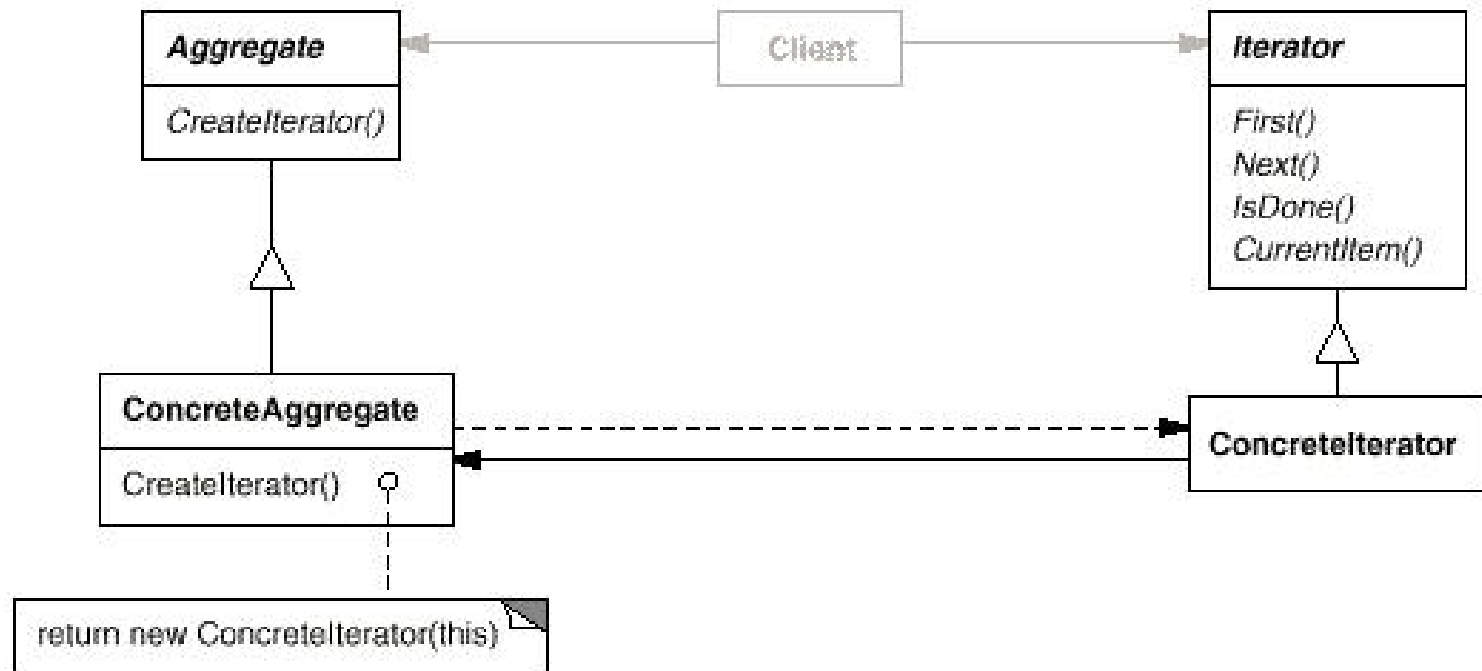 Aggregate
CreateIterator()
Client
Iterator
First()
Next()
IsDone()
CurrentItem()
ConcreteAggregate
CreateIterator()
ConcreteIterator
return new ConcreteIterator(this)